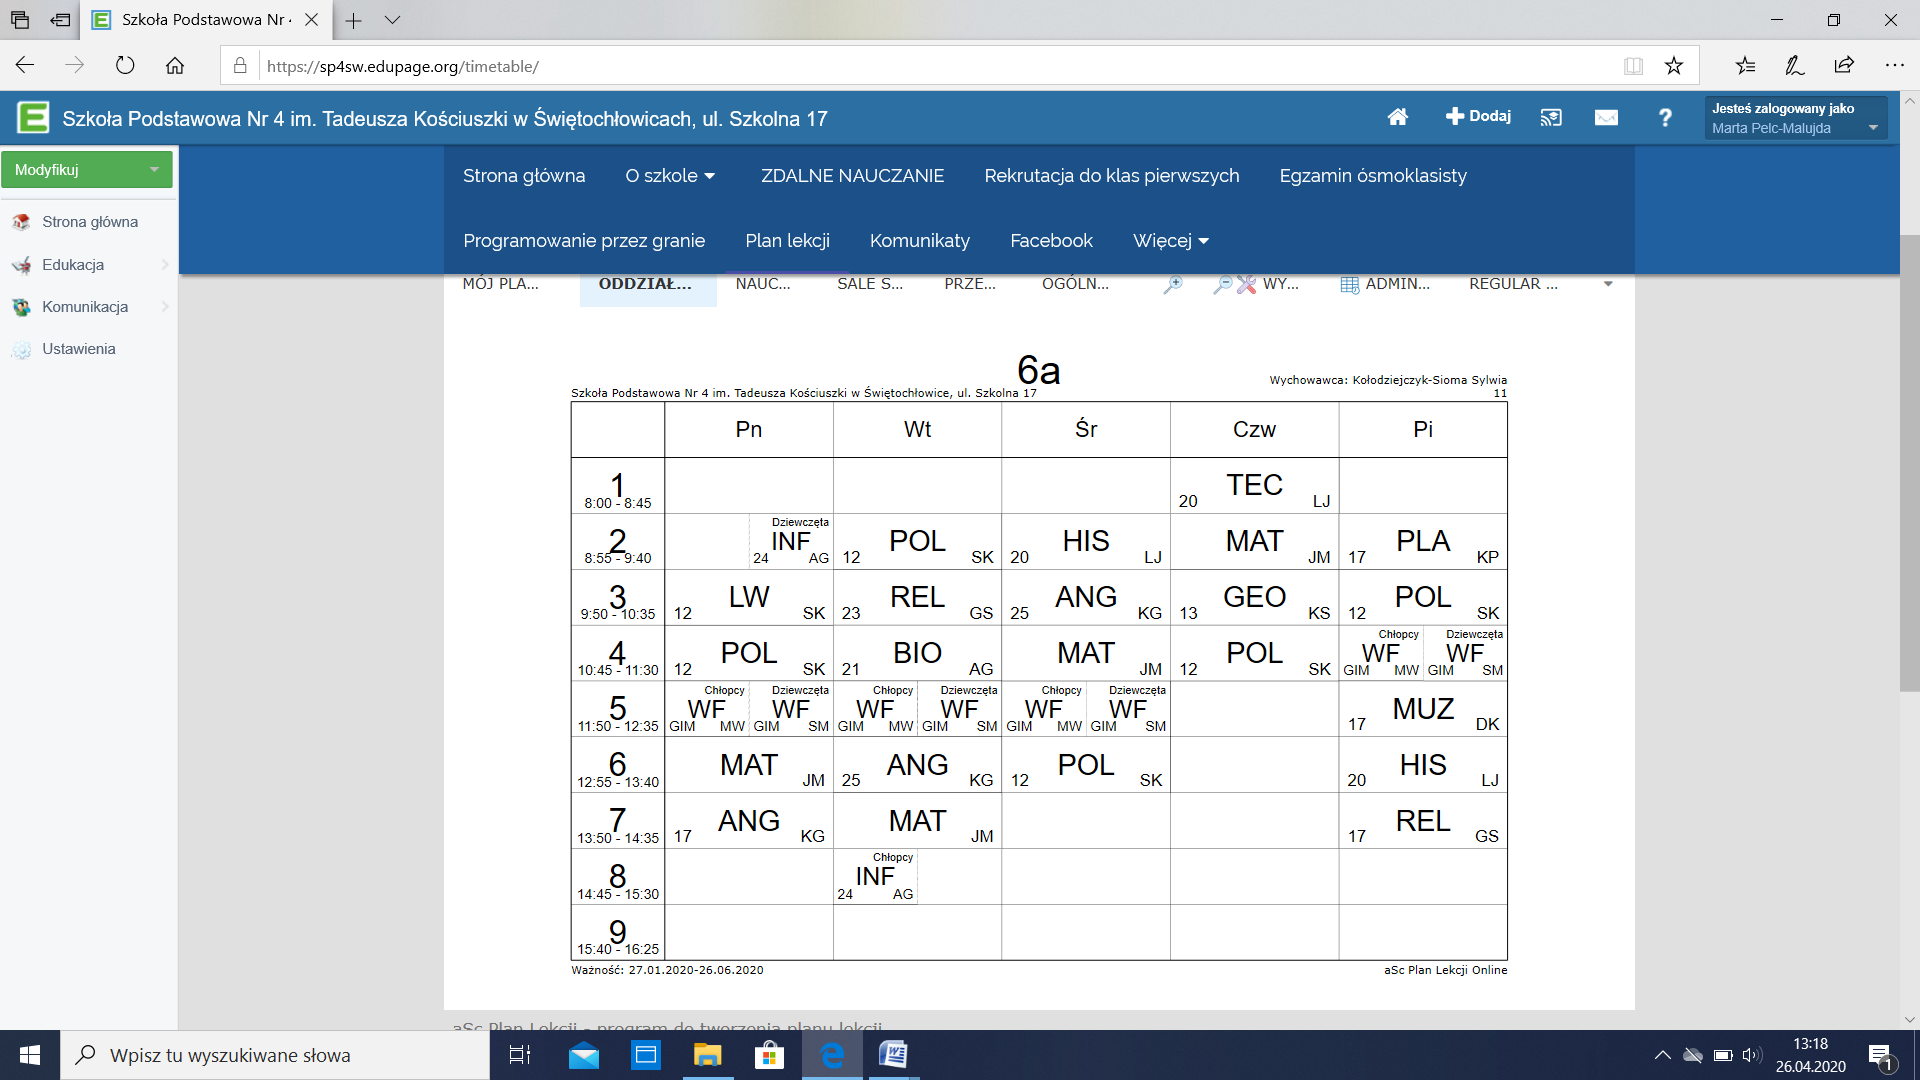 Szkoła Podstawowa Nr
https://sp4sw.edupage.org/timetable/
Szkoła Podstawowa Nr 4 im. Tadeusza Kościuszki w Świętochłowicach, ul. Szkolna 17
Dodaj
?
Jesteś zalogowany jako
Marta Pelc-Malujda
Modyfikuj
Strona główna
Edukacja
Komunikacja
Ustawienia
Strona główna O szkole ZDALNE NAUCZANIE Rekrutacja do klas pierwszych Egzamin ósmoklasisty
Programowanie przez granie Plan lekcji Komunikaty Facebook Więcej
MÓJ PLA... ODDZIAŁ... NAUC... SALE S... PRZE... OGÓLN... WY... ADMIN... REGULAR ...
6a
Wychowawca: Kołodziejczyk-Sioma Sylwia
Szkoła Podstawowa Nr 4 im. Tadeusza Kościuszki w Świętochłowice, ul. Szkolna 17 11
Pn Wt Śr Czw Pi
1 TEC
8:00 - 8:45 20 LJ
Dziewczęta
2 INF POL HIS MAT PLA
8:55 - 9:40 24 AG 12 SK 20 LJ JM 17 KP
3 LW REL ANG GEO POL
9:50 - 10:35 12 SK 23 GS 25 KG 13 KS 12 SK
Chłopcy Dziewczęta
4 POL BIO MAT POL WF WF
10:45 - 11:30 12 SK 21 AG JM 12 SK GIM MW GIM SM
Chłopcy Dziewczęta Chłopcy Dziewczęta Chłopcy Dziewczęta
5 WF WF WF WF WF WF MUZ
11:50 - 12:35 GIM MW GIM SM GIM MW GIM SM GIM MW GIM SM 17 DK
6 MAT ANG POL HIS
12:55 - 13:40 JM 25 KG 12 SK 20 LJ
7 ANG MAT REL
13:50 - 14:35 17 KG JM 17 GS
Chłopcy
8 INF
14:45 - 15:30 24 AG
9
15:40 - 16:25
Ważność: 27.01.2020-26.06.2020 aSc Plan Lekcji Online
aSc Plan Lekcji - program do tworzenia planu lekcji
Wpisz tu wyszukiwane słowa
13:18
26.04.2020
1